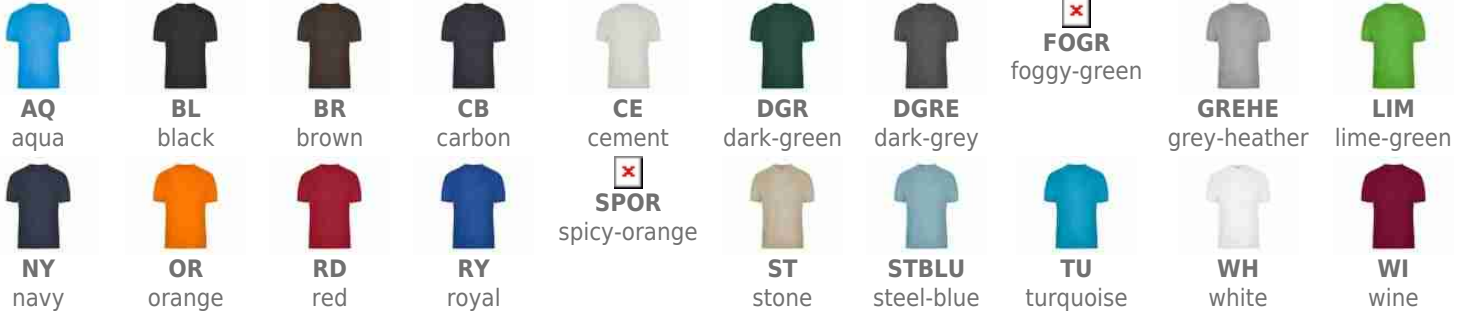 FOGR
foggy-green
AQ BL BR CB CE DGR DGRE GREHE LIM
aqua black brown carbon cement dark-green dark-grey grey-heather lime-green
SPOR
spicy-orange
NY OR RD RY ST STBLU TU WH WI
navy orange red royal stone steel-blue turquoise white wine